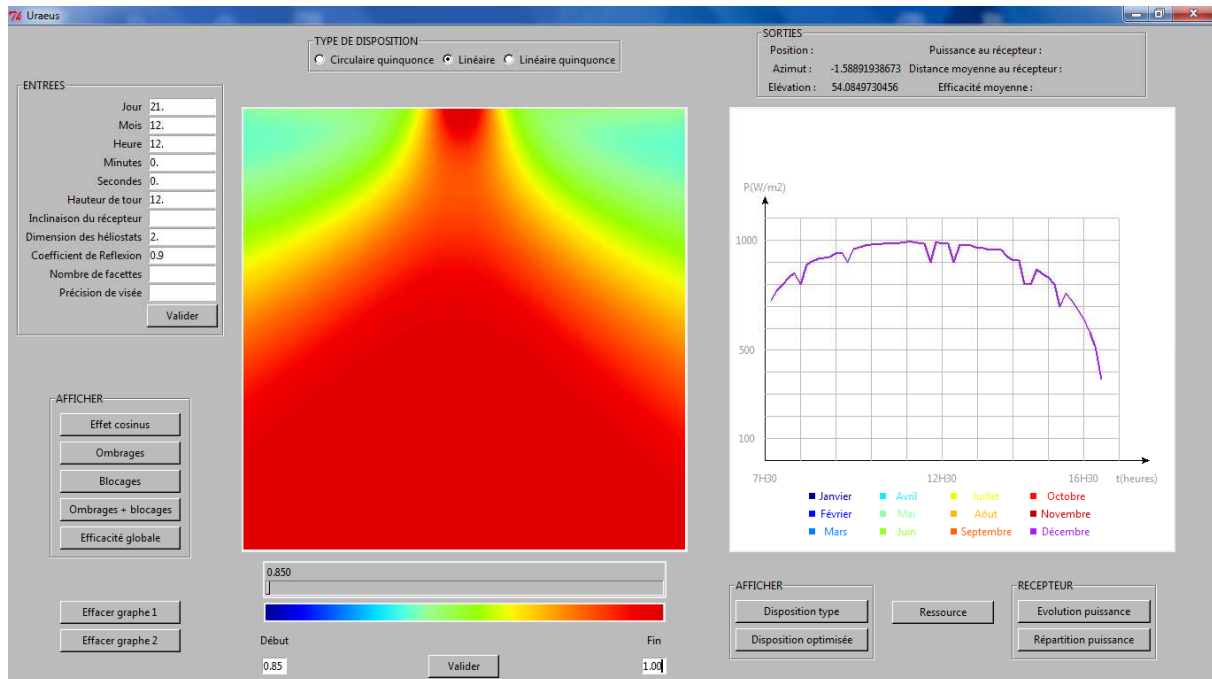 Uraeus
TYPE DE DISPOSITION
Circulaire quinquonce Linéaire Linéaire quinquonce
SORTIES
Position : Puissance au récepteur :
Azimut : -1.58891938673 Distance moyenne au récepteur :
Elévation : 54.0849730456 Efficacité moyenne :
ENTREES
Jour 21.
Mois 12.
Heure 12.
Minutes 0.
Secondes 0.
Hauteur de tour 12.
Inclinaison du récepteur
Dimension des héliostats 2.
Coefficient de Reflexion 0.9
Nombre de facettes
Précision de visée
Valider
P(W/m2)
1000
500
100
7H30 12H30 16H30 t(heures)
Janvier Avril Juillet Octobre
Février Mai Aôut Novembre
Mars Juin Septembre Décembre
AFFICHER
Effet cosinus
Ombrages
Blocages
Ombrages + blocages
Efficacité globale
Effacer graphe 1
Effacer graphe 2
0.850
Début Fin
0.85 Valider 1.00
AFFICHER
Disposition type
Disposition optimisée
Ressource
RECEPTEUR
Evolution puissance
Répartition puissance